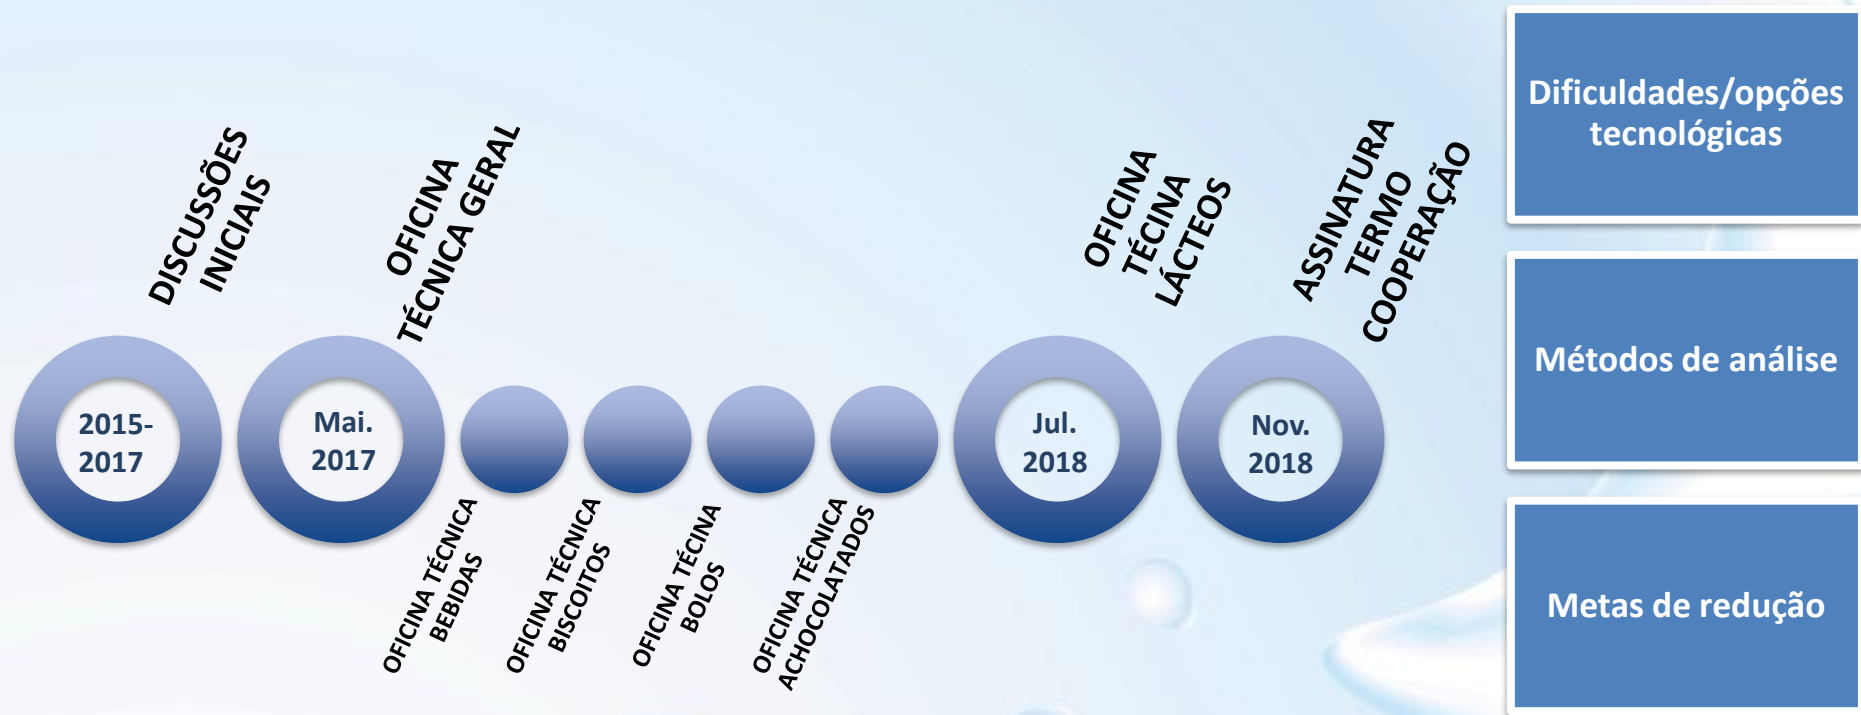 DISCUSSÕES
INICIAIS
2015-
2017
OFICINA
TÉCNICA GERAL
Mai.
2017
OFICINA TÉCNICA
BEBIDAS
OFICINA TÉCNICA
BISCOITOS
OFICINA TÉCINA
BOLOS
OFICINA TÉCNICA
ACHOCOLATADOS
OFICINA
TÉCINA
LÁCTEOS
Jul.
2018
ASSINATURA
TERMO
COOPERAÇÃO
Nov.
2018
Dificuldades/opções
tecnológicas
Métodos de análise
Metas de redução